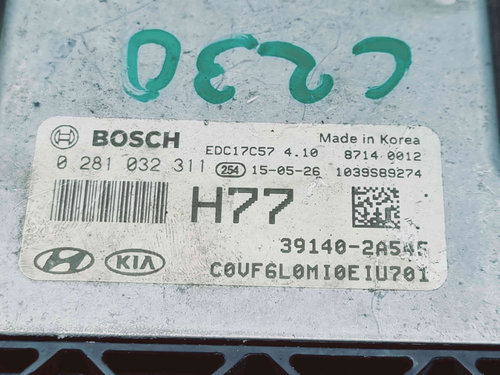 C230
BOSCH
EDC17C57 4.10
Made in Korea
8714 0012
0 281 032 311
254
15-05-26
1039S89274
H77
39140-2A545
KIA
C0VF6L0MI0EIU701